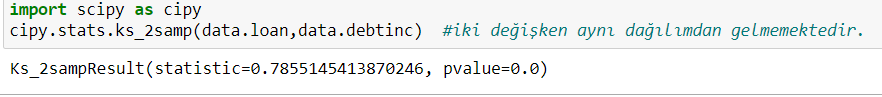 import scipy as cipy
cipy.stats.ks_2samp(data.loan,data.debtinc)  #iki değişken aynı dağılımdan gelmemektedir.
Ks_2sampResult(statistic=0.7855145413870246, pvalue=0.0)